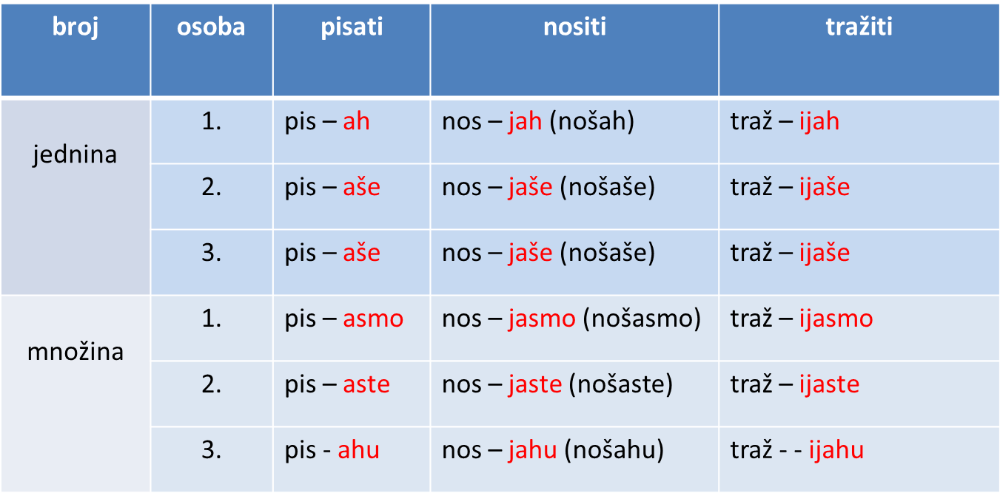 broj osoba pisati nositi tražiti
jednina 1. pis – ah nos – jah (nošah) traž – ijah
2. pis – aše nos – jaše (nošaše) traž – ijaše
3. pis – aše nos – jaše (nošaše) traž – ijaše
množina 1. pis – asmo nos – jasmo (nošasmo) traž – ijasmo
2. pis – aste nos – jaste (nošaste) traž – ijaste
3. pis - ahu nos – jahu (nošahu) traž - - ijahu